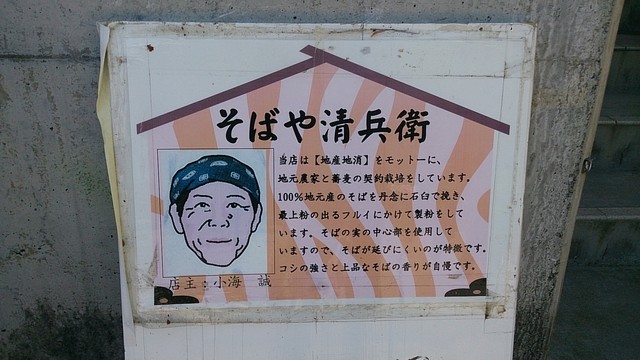 そばや清兵衛
当店は【地産地消】をモットーに、
地元農家と蕎麦の契約栽培をしています。
100%地元産のそばを丹念に石臼で挽き、
最上粉の出るフルイにかけて製粉をして
います。そばの実の中心部を使用して
いますので、そばが延びにくいのが特徴です。
コシの強さと上品なそばの香りが自慢です。
店主：小海 誠